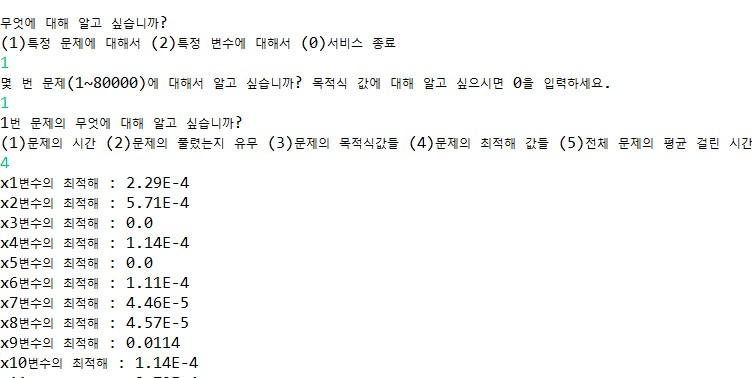 무엇에 대해 알고 싶습니까?
(1)특정 문제에 대해서 (2)특정 변수에 대해서 (0)서비스 종료
1
몇 번 문제(1~80000)에 대해서 알고 싶습니까? 목적식 값에 대해 알고 싶으시면 0을 입력하세요.
1
1번 문제의 무엇에 대해 알고 싶습니까?
(1)문제의 시간 (2)문제의 풀렸는지 유무 (3)문제의 목적식값들 (4)문제의 최적해 값들 (5)전체 문제의 평균 걸린 시간
4
x1변수의 최적해 : 2.29E-4
x2변수의 최적해 : 5.71E-4
x3변수의 최적해 : 0.0
x4변수의 최적해 : 1.14E-4
x5변수의 최적해 : 0.0
x6변수의 최적해 : 1.11E-4
x7변수의 최적해 : 4.46E-5
x8변수의 최적해 : 4.57E-5
x9변수의 최적해 : 0.0114
x10변수의 최적해 : 1.14E-4